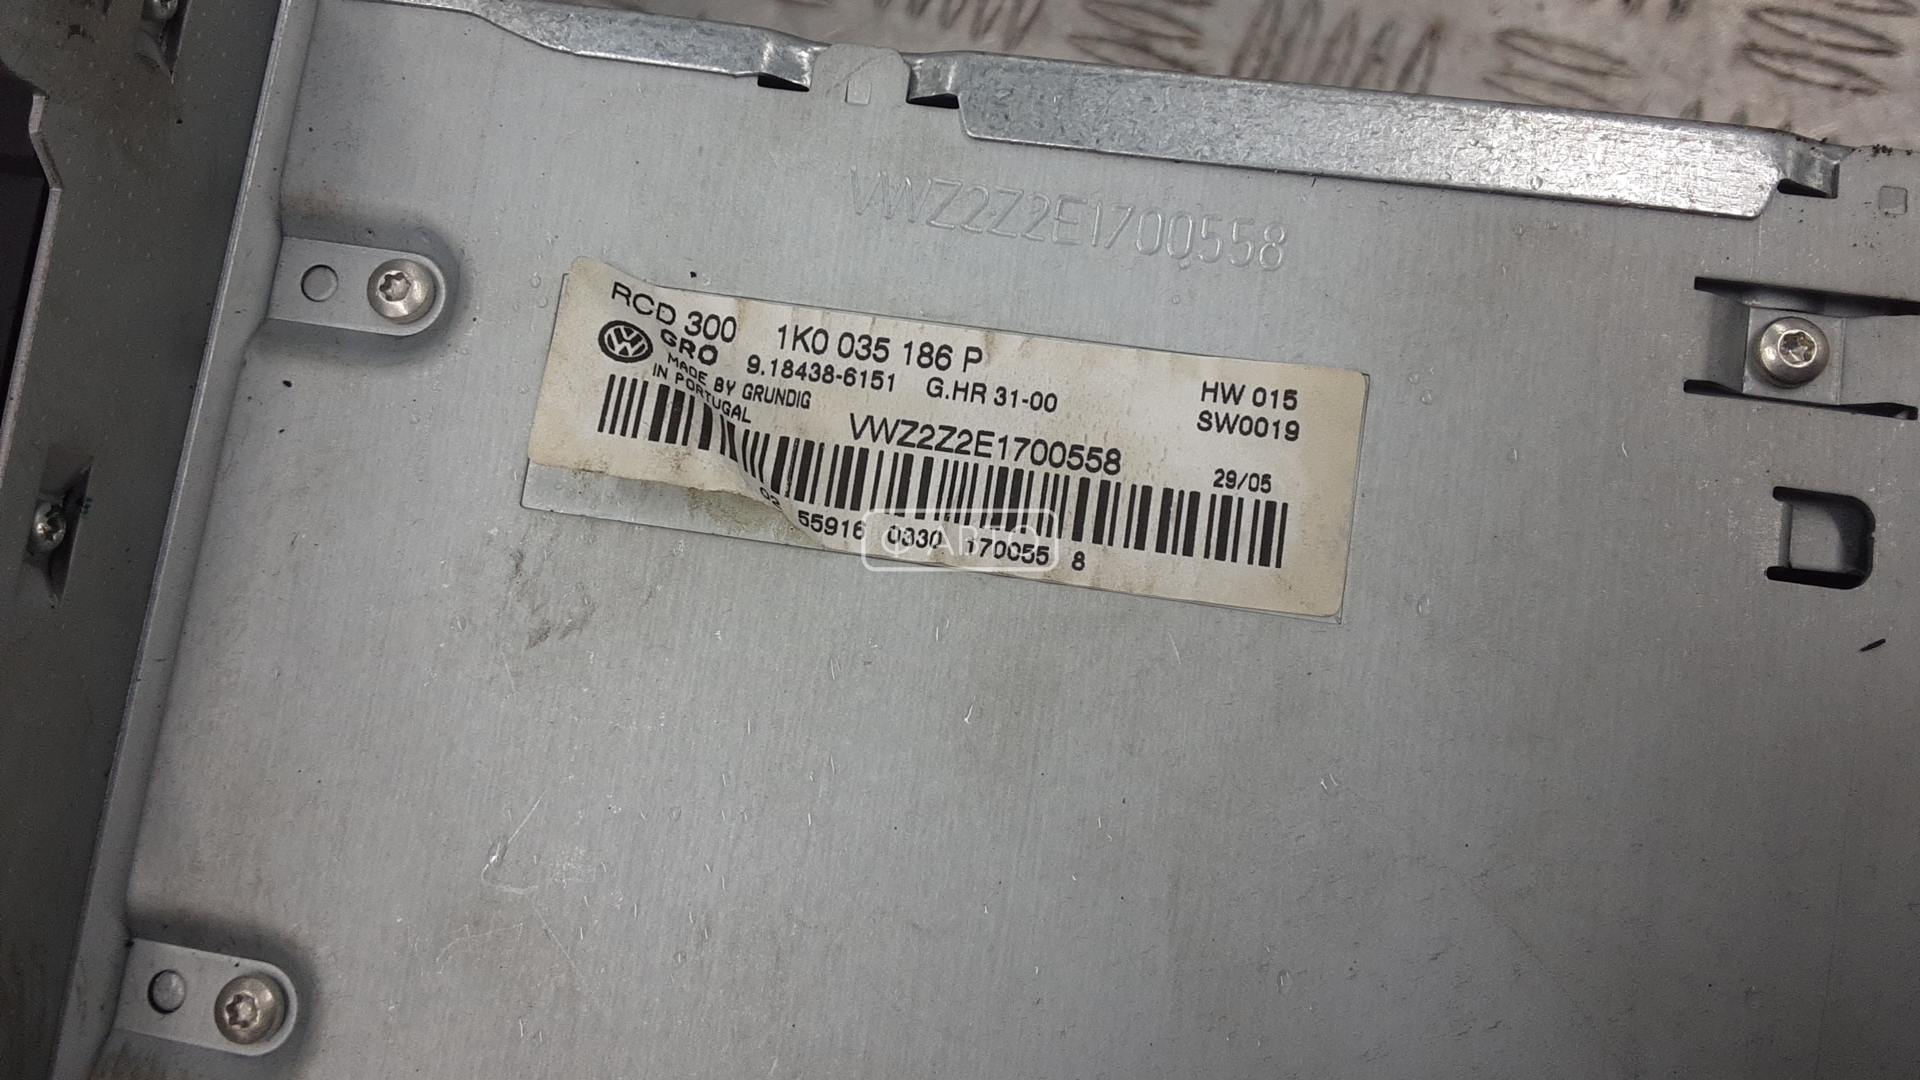 VWZ2Z2E1700558
RCD 300 1K0 035 186 P
GRO 9.18438-6151 G.HR 31-00 HW 015
MADE BY GRUNDIG SW0019
IN PORTUGAL
VWZ2Z2E1700558
29/05
55916 0330 170055 8
ФАВТО